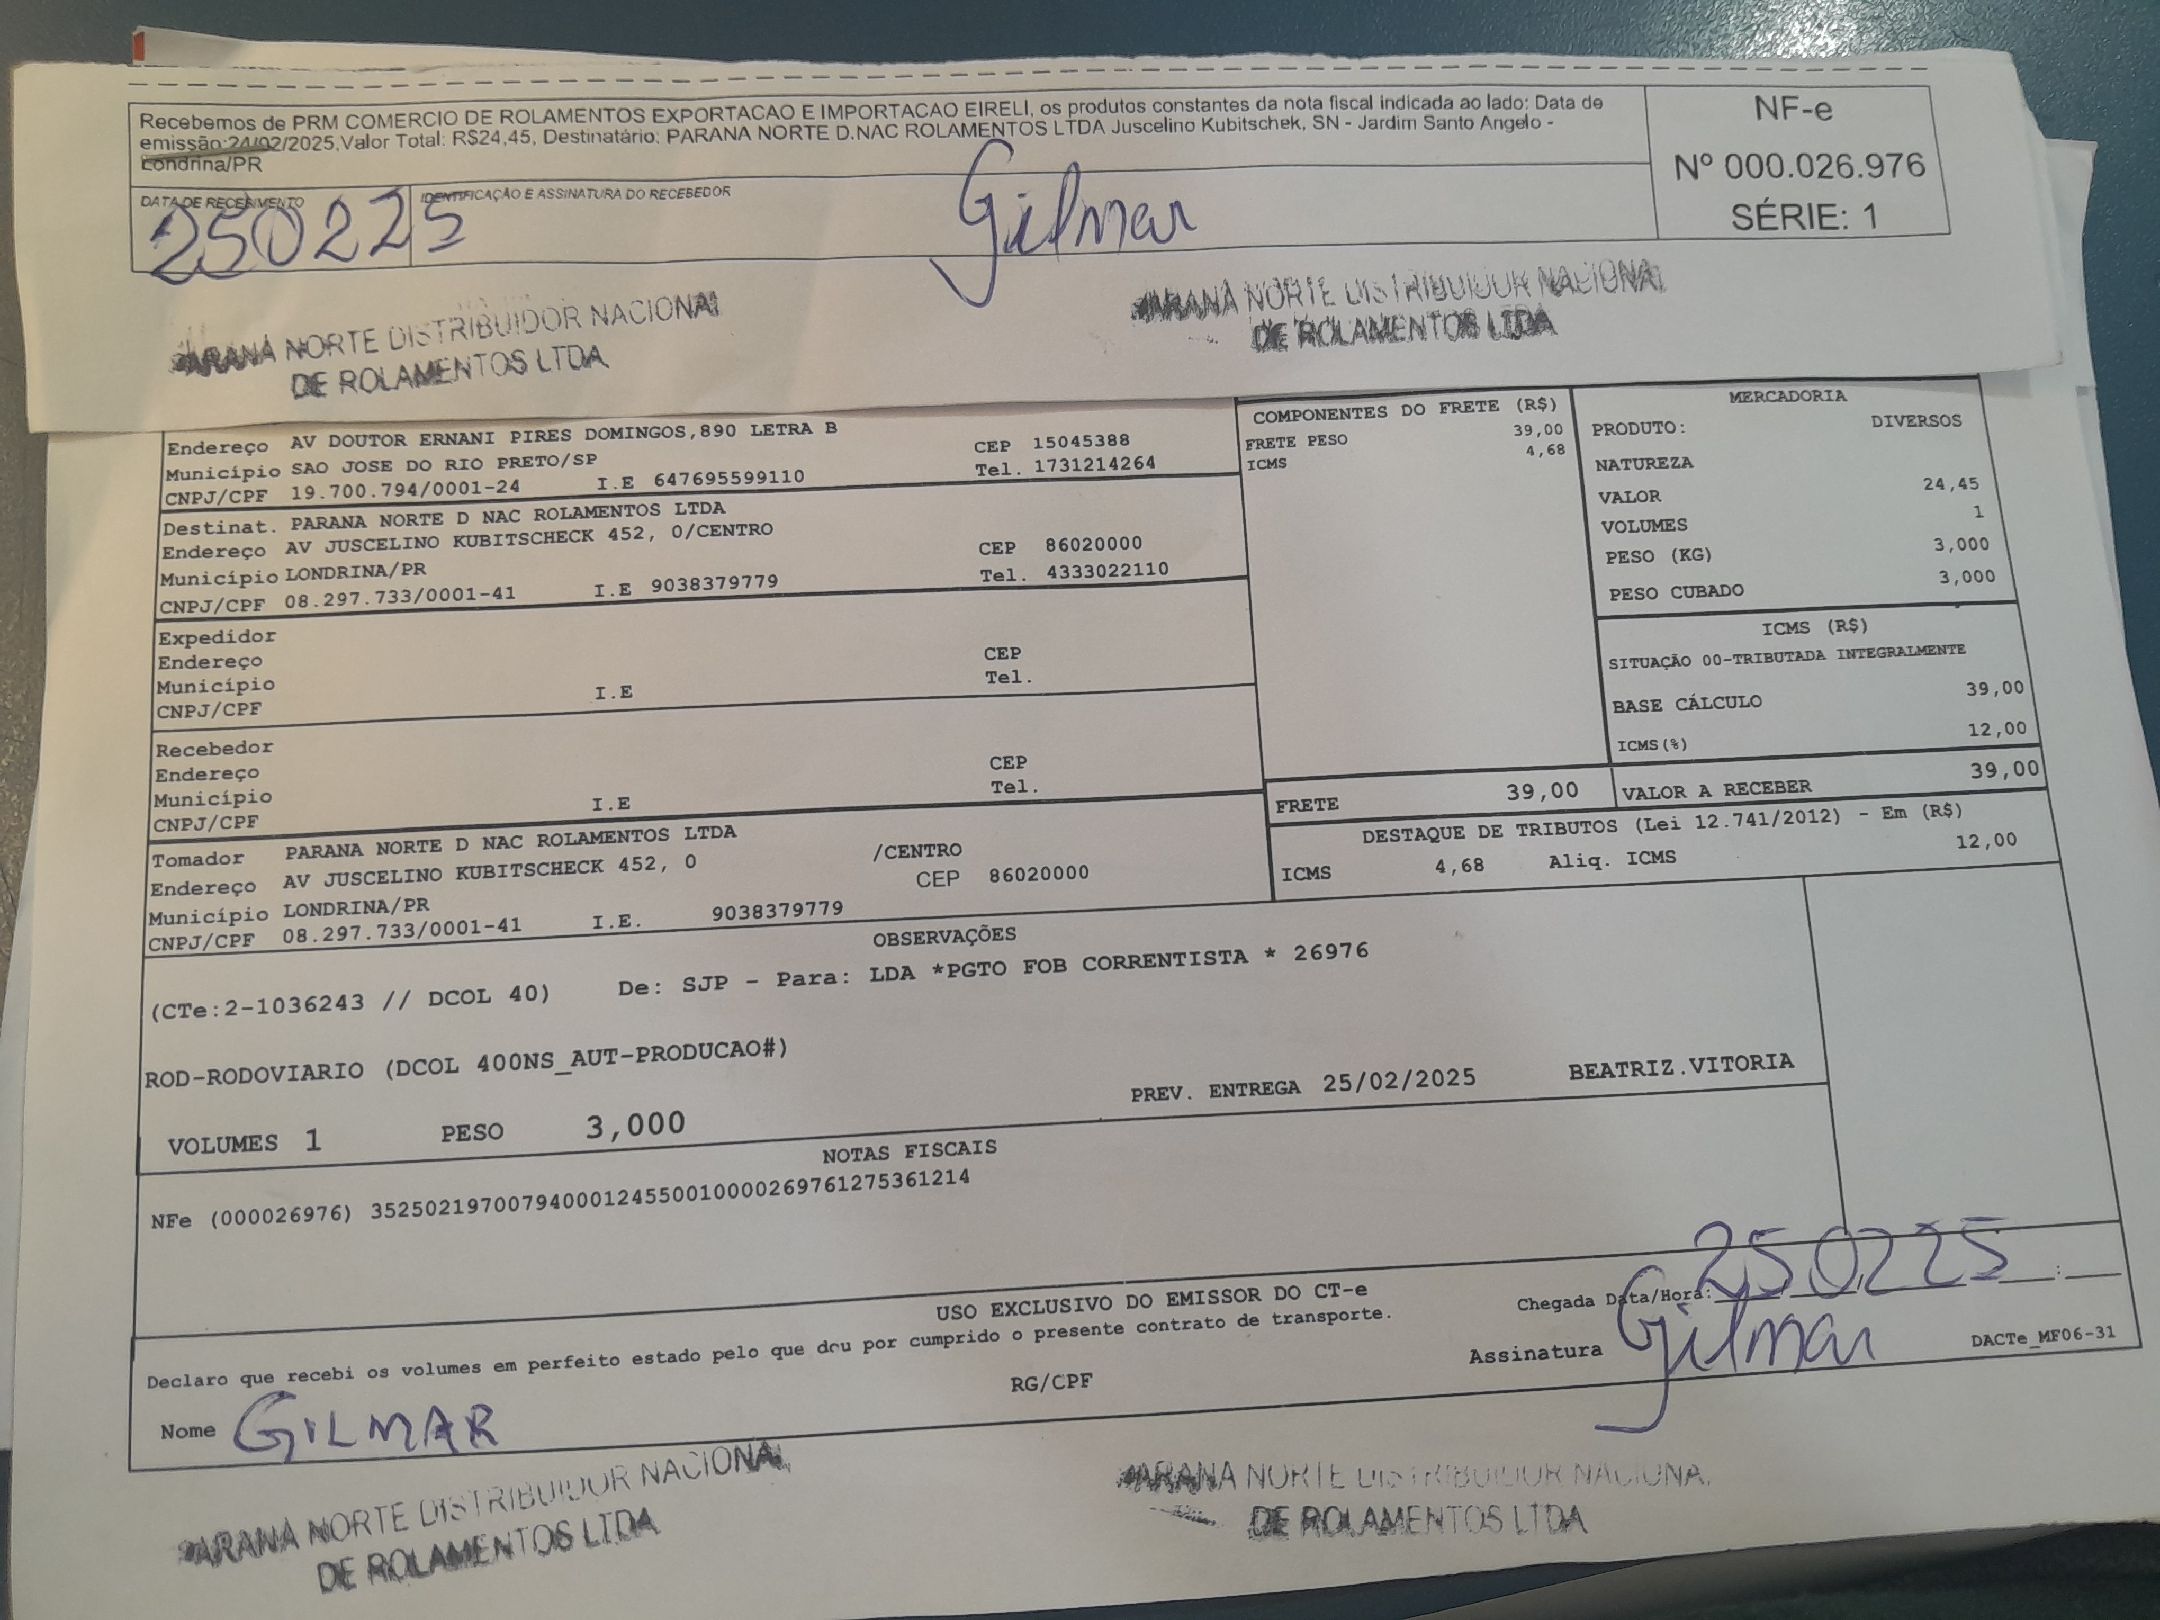 Recebemos de PRM COMERCIO DE ROLAMENTOS EXPORTACAO E IMPORTACAO EIRELI, os produtos constantes da nota fiscal indicada ao lado: Data de
emissão:24/02/2025,Valor Total: R$24,45, Destinatário: PARANA NORTE D.NAC ROLAMENTOS LTDA Juscelino Kubitschek, SN - Jardim Santo Angelo -
Londrina/PR
NF-e
Nº 000.026.976
SÉRIE: 1
DATA DE RECEBIMENTO
IDENTIFICAÇÃO E ASSINATURA DO RECEBEDOR
250225
Gilmar
PARANA NORTE DISTRIBUIDOR NACIONAL
DE ROLAMENTOS LTDA
PARANA NORTE DISTRIBUIDOR NACIONAL
DE ROLAMENTOS LTDA
Endereço AV DOUTOR ERNANI PIRES DOMINGOS,890 LETRA B CEP 15045388
Município SAO JOSE DO RIO PRETO/SP Tel. 1731214264
CNPJ/CPF 19.700.794/0001-24 I.E 647695599110
Destinat. PARANA NORTE D NAC ROLAMENTOS LTDA
Endereço AV JUSCELINO KUBITSCHECK 452, 0/CENTRO CEP 86020000
Município LONDRINA/PR Tel. 4333022110
CNPJ/CPF 08.297.733/0001-41 I.E 9038379779
Expedidor
Endereço CEP
Município Tel.
CNPJ/CPF I.E
Recebedor
Endereço CEP
Município Tel.
CNPJ/CPF I.E
Tomador PARANA NORTE D NAC ROLAMENTOS LTDA
Endereço AV JUSCELINO KUBITSCHECK 452, 0 /CENTRO
CEP 86020000
Município LONDRINA/PR
CNPJ/CPF 08.297.733/0001-41 I.E. 9038379779
COMPONENTES DO FRETE (R$)
FRETE PESO 39,00
ICMS 4,68
MERCADORIA
PRODUTO: DIVERSOS
NATUREZA
VALOR 24,45
VOLUMES 1
PESO (KG) 3,000
PESO CUBADO 3,000
ICMS (R$)
SITUAÇÃO 00-TRIBUTADA INTEGRALMENTE
BASE CÁLCULO 39,00
ICMS(%) 12,00
FRETE 39,00 VALOR A RECEBER 39,00
DESTAQUE DE TRIBUTOS (Lei 12.741/2012) - Em (R$)
ICMS 4,68 Aliq. ICMS 12,00
OBSERVAÇÕES
(CTe:2-1036243 // DCOL 40) De: SJP - Para: LDA *PGTO FOB CORRENTISTA * 26976
ROD-RODOVIARIO (DCOL 400NS_AUT-PRODUCAO#)
PREV. ENTREGA 25/02/2025 BEATRIZ.VITORIA
VOLUMES 1 PESO 3,000
NOTAS FISCAIS
NFe (000026976) 35250219700794000124550010000269761275361214
USO EXCLUSIVO DO EMISSOR DO CT-e
Declaro que recebi os volumes em perfeito estado pelo que dou por cumprido o presente contrato de transporte.
Chegada Data/Hora: 250225
Nome GILMAR
RG/CPF
Assinatura Gilmar
DACTe_MF06-31
PARANA NORTE DISTRIBUIDOR NACIONAL
DE ROLAMENTOS LTDA
PARANA NORTE DISTRIBUIDOR NACIONAL
DE ROLAMENTOS LTDA